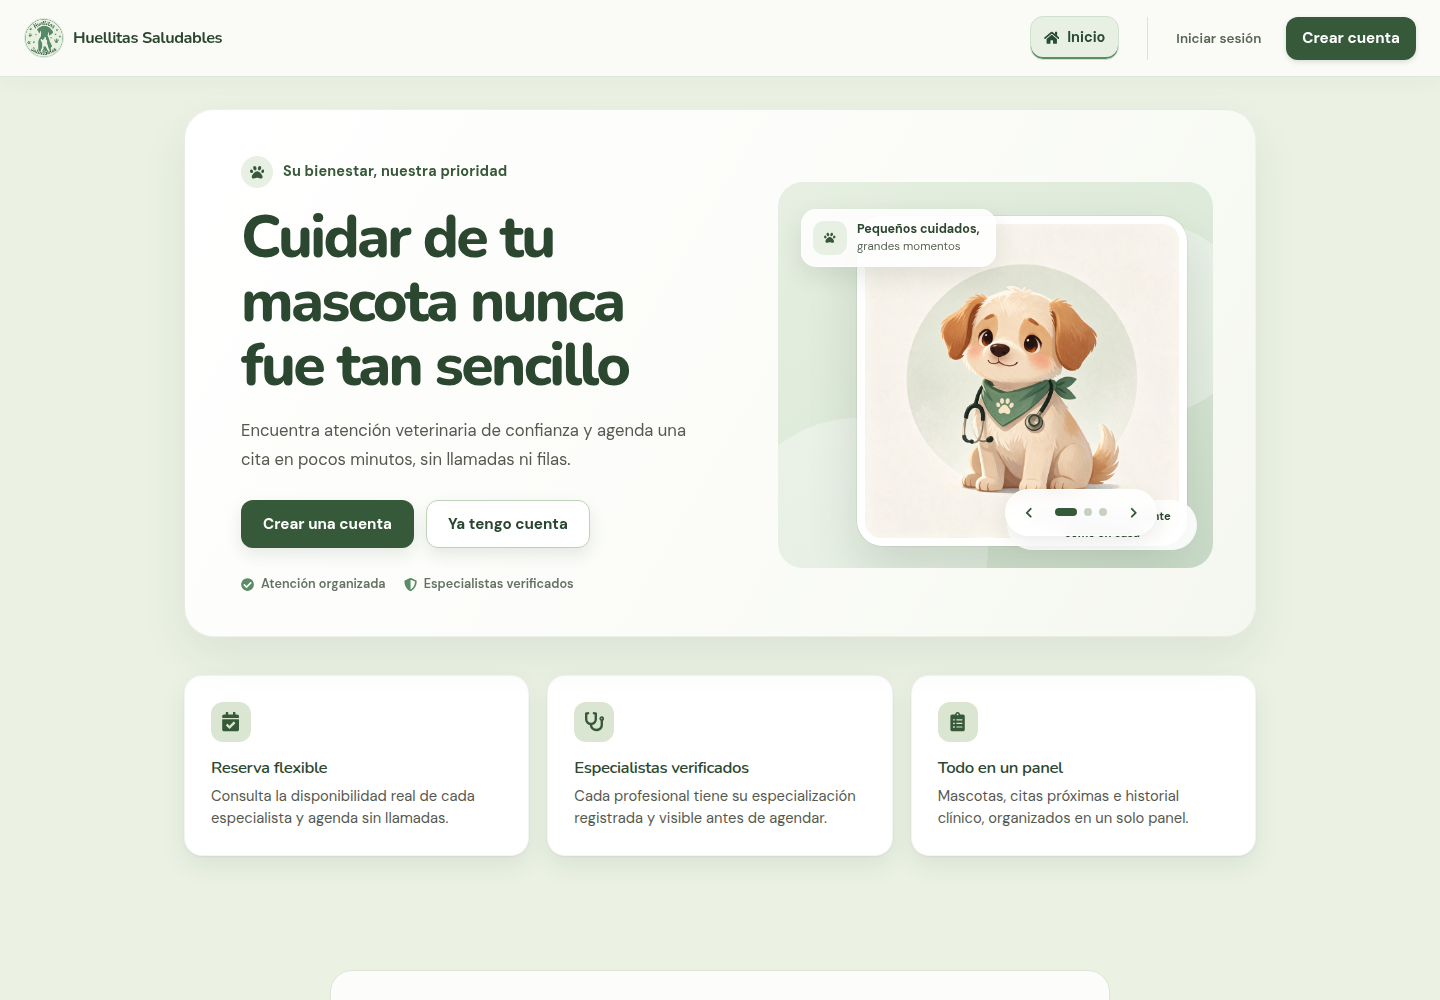 Huellitas Saludables
Inicio
Iniciar sesión
Crear cuenta
Su bienestar, nuestra prioridad
Cuidar de tu
mascota nunca
fue tan sencillo
Encuentra atención veterinaria de confianza y agenda una
cita en pocos minutos, sin llamadas ni filas.
Crear una cuenta
Ya tengo cuenta
Atención organizada
Especialistas verificados
Pequeños cuidados,
grandes momentos
Reserva flexible
Consulta la disponibilidad real de cada
especialista y agenda sin llamadas.
Especialistas verificados
Cada profesional tiene su especialización
registrada y visible antes de agendar.
Todo en un panel
Mascotas, citas próximas e historial
clínico, organizados en un solo panel.